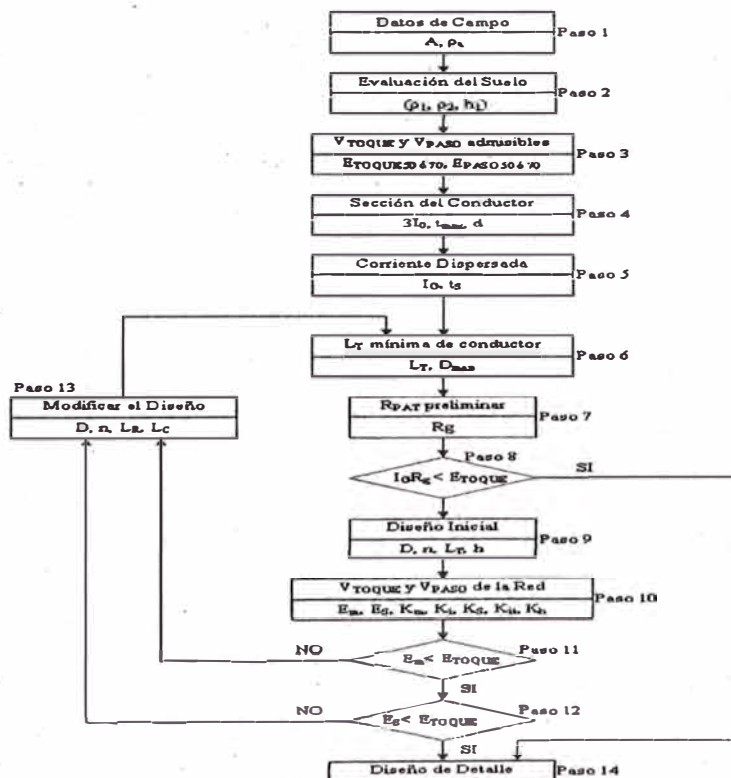 Datos de Campo
A, ρa
Paso 1
Evaluación del Suelo
(ρ1, ρ2, h1)
Paso 2
VTOQUE y VPASO admisibles
ETOQUE50 ó 70, EPASO50 ó 70
Paso 3
Sección del Conductor
3I0, tmax, d
Paso 4
Corriente Dispersada
IG, tS
Paso 5
LT mínima de conductor
LT, Dmax
Paso 6
Paso 13
Modificar el Diseño
D, n, LR, LC
RPAT preliminar
Rg
Paso 7
Paso 8
IGRg < ETOQUE
SI
Diseño Inicial
D, n, LT, h
Paso 9
VTOQUE y VPASO de la Red
Em, ES, Km, Ki, KS, Kii, Kh
Paso 10
NO
Em < ETOQUE
Paso 11
SI
NO
ES < ETOQUE
Paso 12
SI
Diseño de Detalle
Paso 14